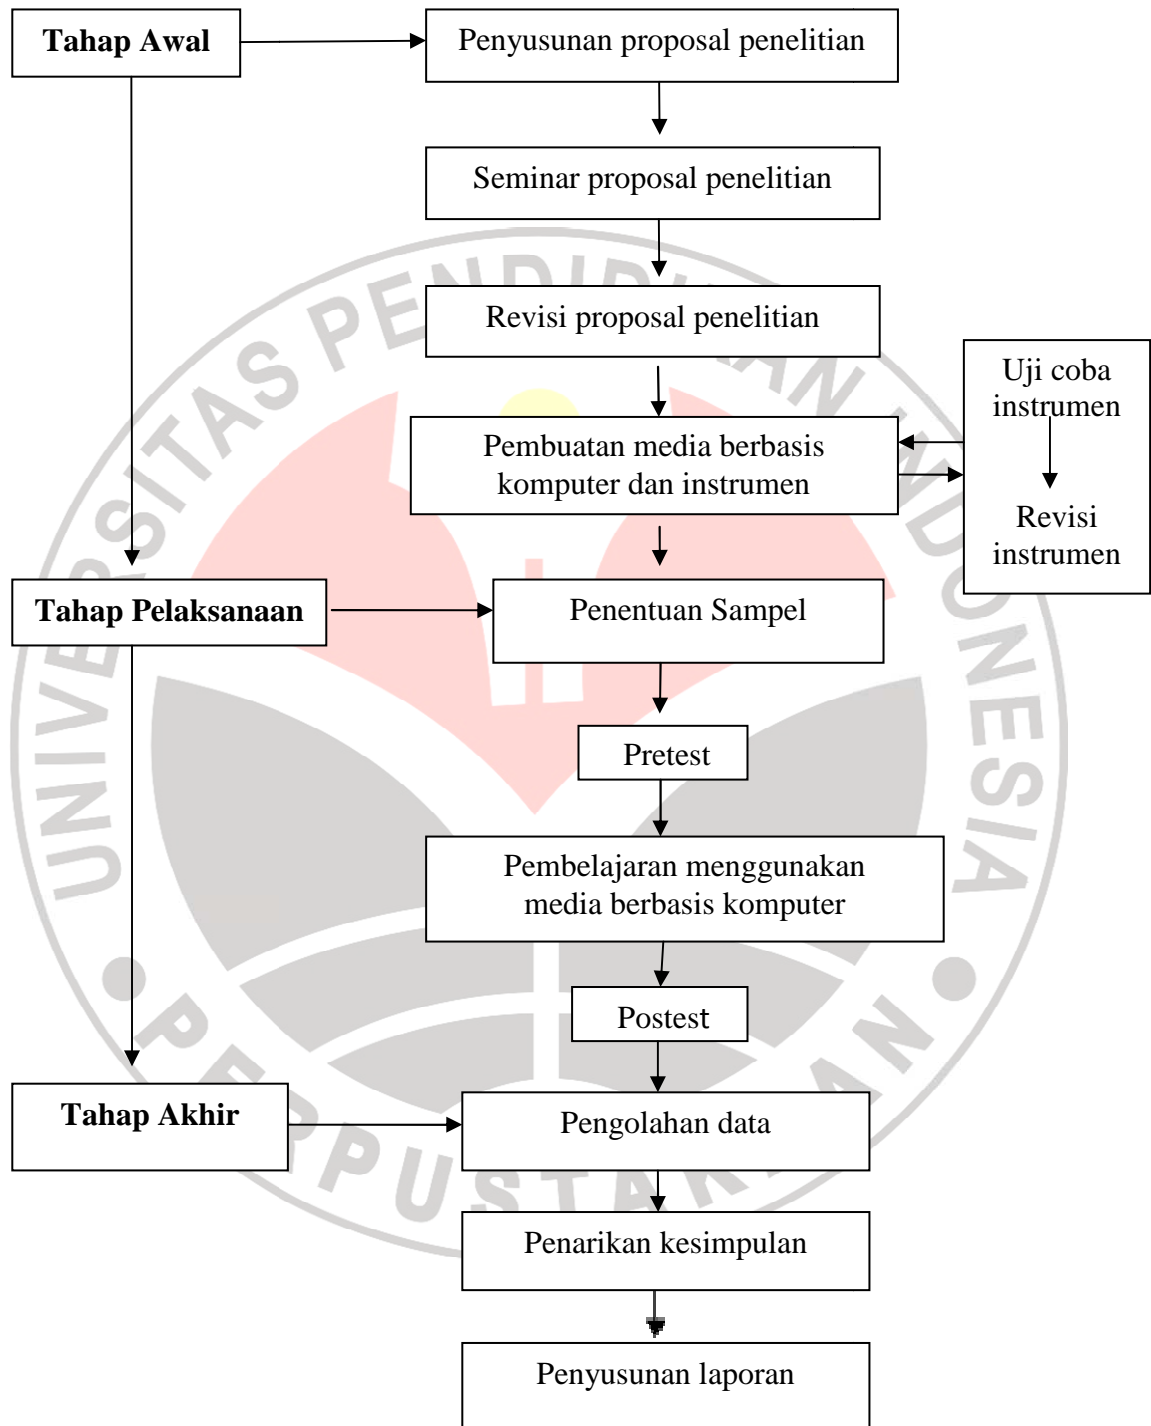 Tahap Awal
Penyusunan proposal penelitian
Seminar proposal penelitian
Revisi proposal penelitian
Uji coba
instrumen
Pembuatan media berbasis
komputer dan instrumen
Revisi
instrumen
Tahap Pelaksanaan
Penentuan Sampel
Pretest
Pembelajaran menggunakan
media berbasis komputer
Postest
Tahap Akhir
Pengolahan data
Penarikan kesimpulan
Penyusunan laporan
UNIVERSITAS PENDIDIKAN INDONESIA
PERPUSTAKAAN